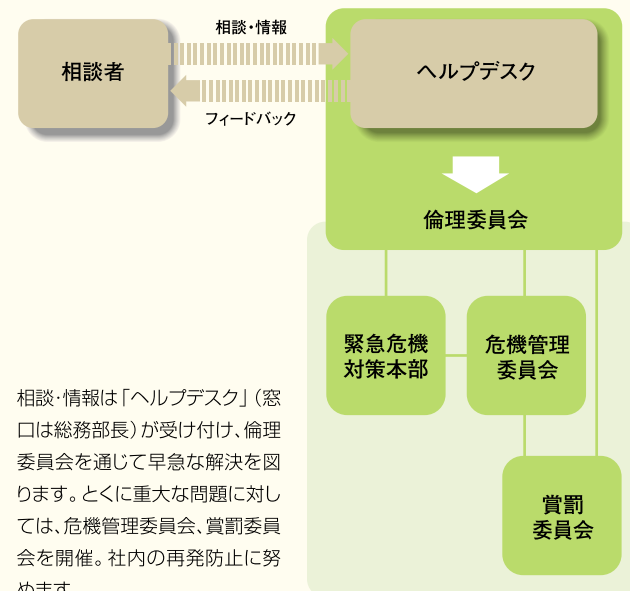 相談・情報
相談者
ヘルプデスク
フィードバック
倫理委員会
緊急危機
対策本部
危機管理
委員会
賞罰
委員会
相談・情報は「ヘルプデスク」（窓
口は総務部長）が受け付け、倫理
委員会を通じて早急な解決を図
ります。とくに重大な問題に対し
ては、危機管理委員会、賞罰委員
会を開催。社内の再発防止に努
めます